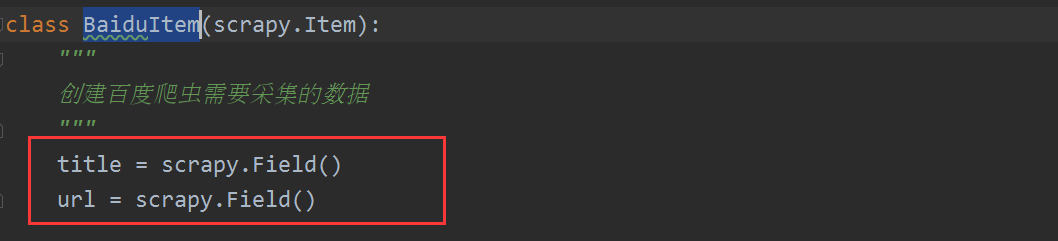 class BaiduItem(scrapy.Item):
"""
创建百度爬虫需要采集的数据
"""
title = scrapy.Field()
url = scrapy.Field()